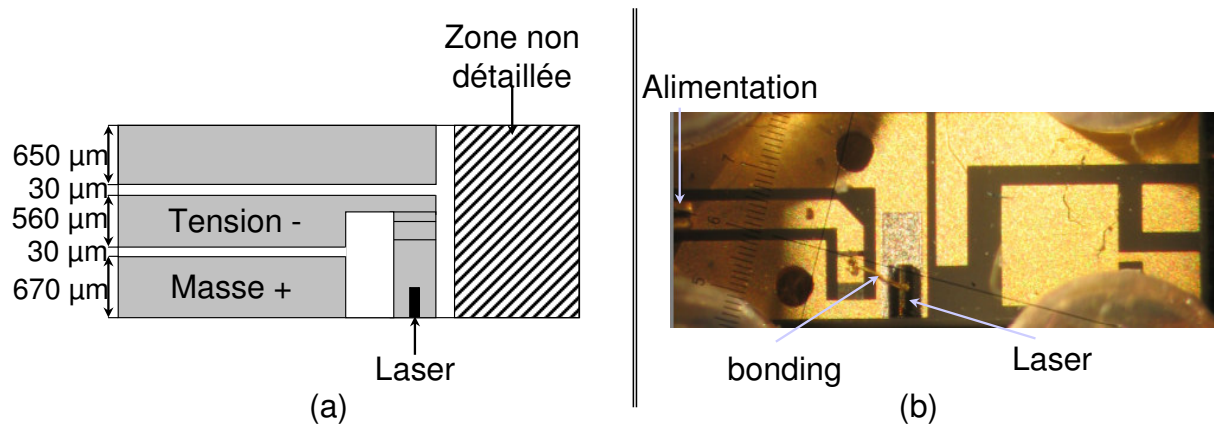 Zone non
détaillée
650 µm
30 µm
560 µm
30 µm
670 µm
Tension -
Masse +
Laser
(a)
Alimentation
bonding
Laser
(b)